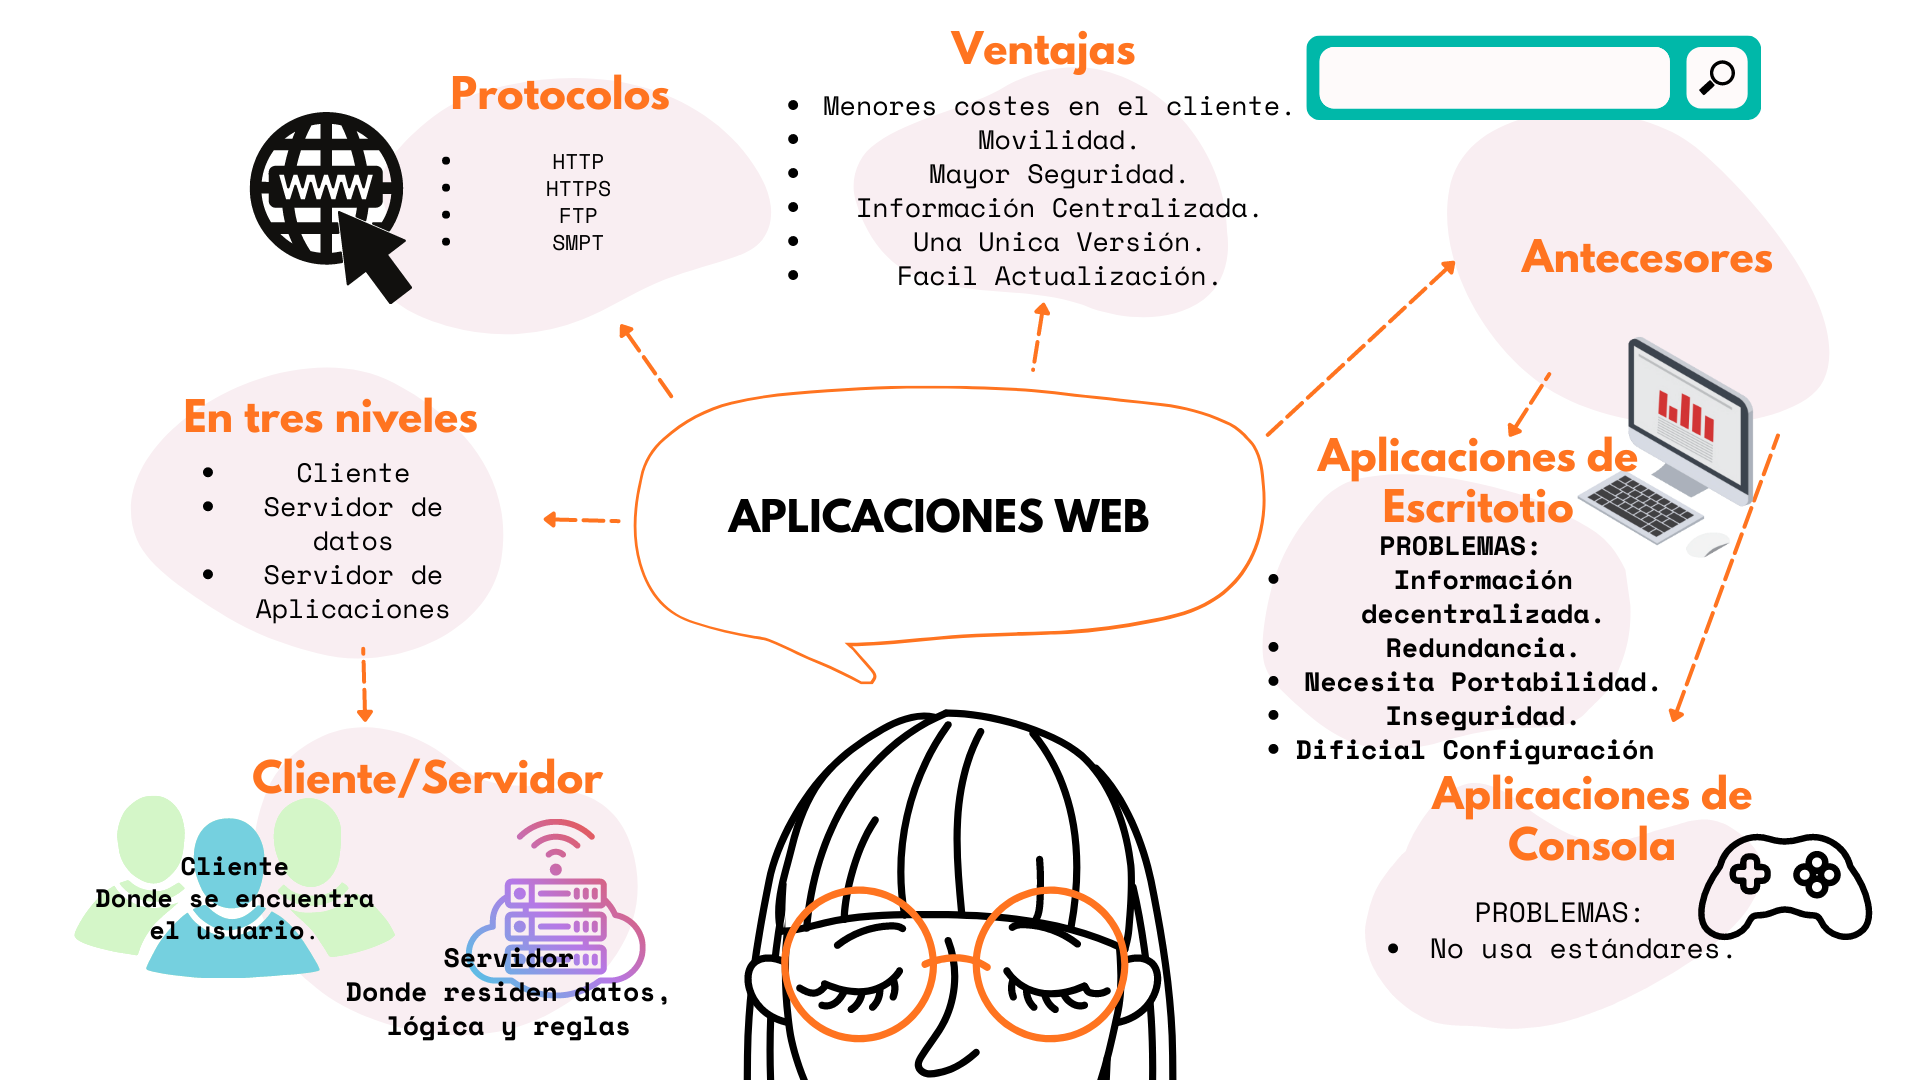 Protocolos
WWW
• HTTP
• HTTPS
• FTP
• SMPT
Ventajas
• Menores costes en el cliente.
• Movilidad.
• Mayor Seguridad.
• Información Centralizada.
• Una Unica Versión.
• Facil Actualización.
Antecesores
En tres niveles
• Cliente
• Servidor de
datos
• Servidor de
Aplicaciones
APLICACIONES WEB
Aplicaciones de
Escritotio
PROBLEMAS:
• Información
decentralizada.
• Redundancia.
• Necesita Portabilidad.
• Inseguridad.
• Dificial Configuración
Cliente/Servidor
Cliente
Donde se encuentra
el usuario.
Servidor
Donde residen datos,
lógica y reglas
Aplicaciones de
Consola
PROBLEMAS:
• No usa estándares.